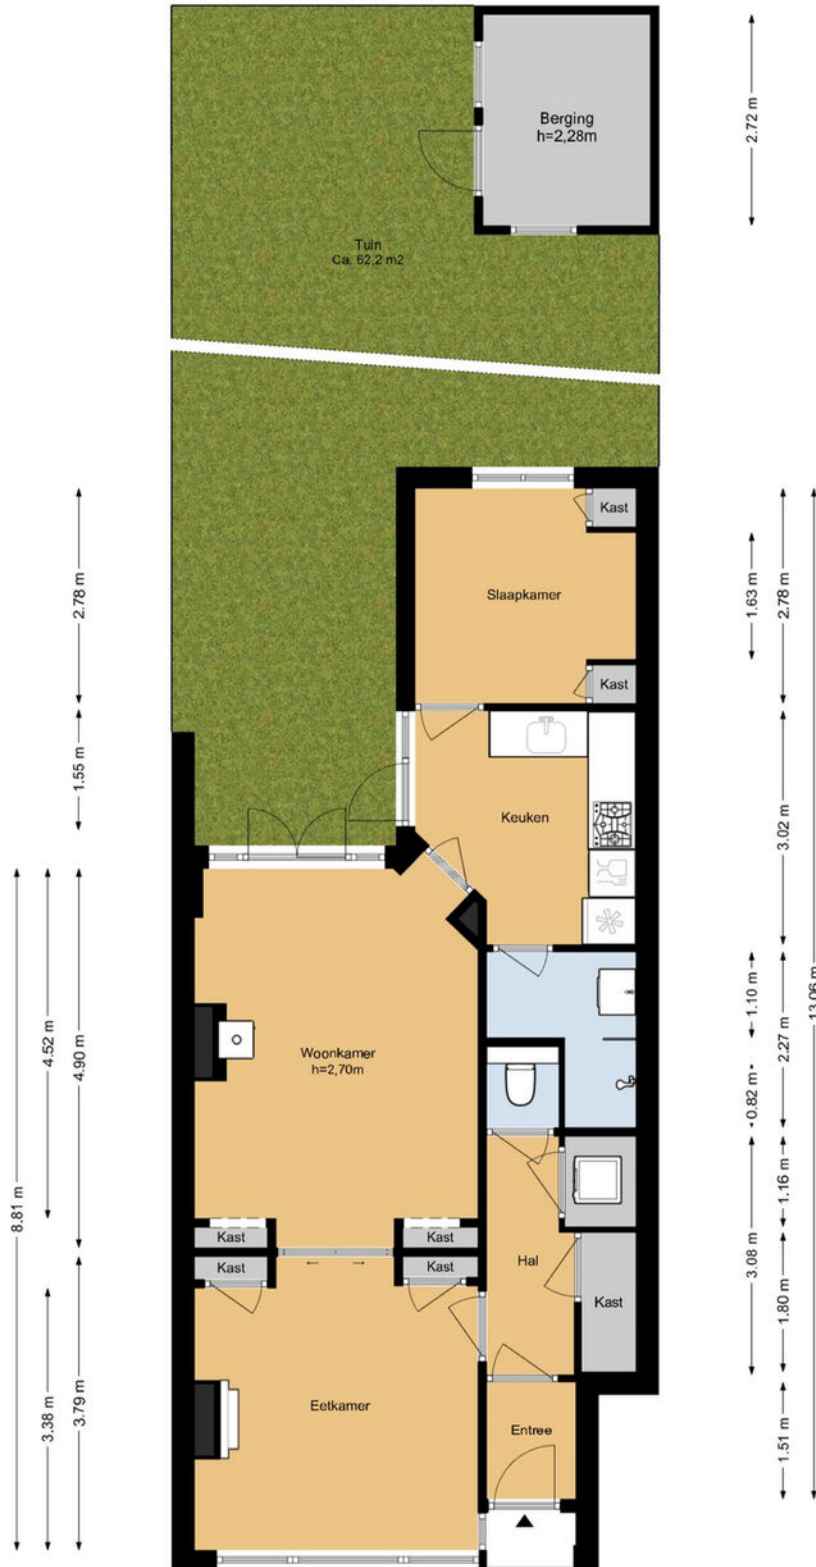 Berging
h=2,28m
2.72 m
Tuin
Ca. 62,2 m2
Kast
Slaapkamer
Kast
2.78 m
1.63 m
2.78 m
1.55 m
Keuken
3.02 m
13.06 m
8.81 m
4.52 m
4.90 m
Woonkamer
h=2,70m
1.10 m
2.27 m
0.82 m
Kast
Kast
Kast
Kast
Hal
Kast
1.16 m
3.08 m
1.80 m
3.38 m
3.79 m
Eetkamer
Entree
1.51 m